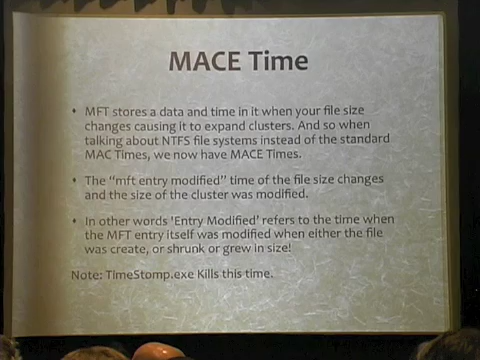 MACE Time
• MFT stores a data and time in it when your file size
changes causing it to expand clusters. And so when
talking about NTFS file systems instead of the standard
MAC Times, we now have MACE Times.
• The "mft entry modified" time of the file size changes
and the size of the cluster was modified.
• In other words 'Entry Modified' refers to the time when
the MFT entry itself was modified when either the file
was create, or shrunk or grew in size!
Note: TimeStomp.exe Kills this time.